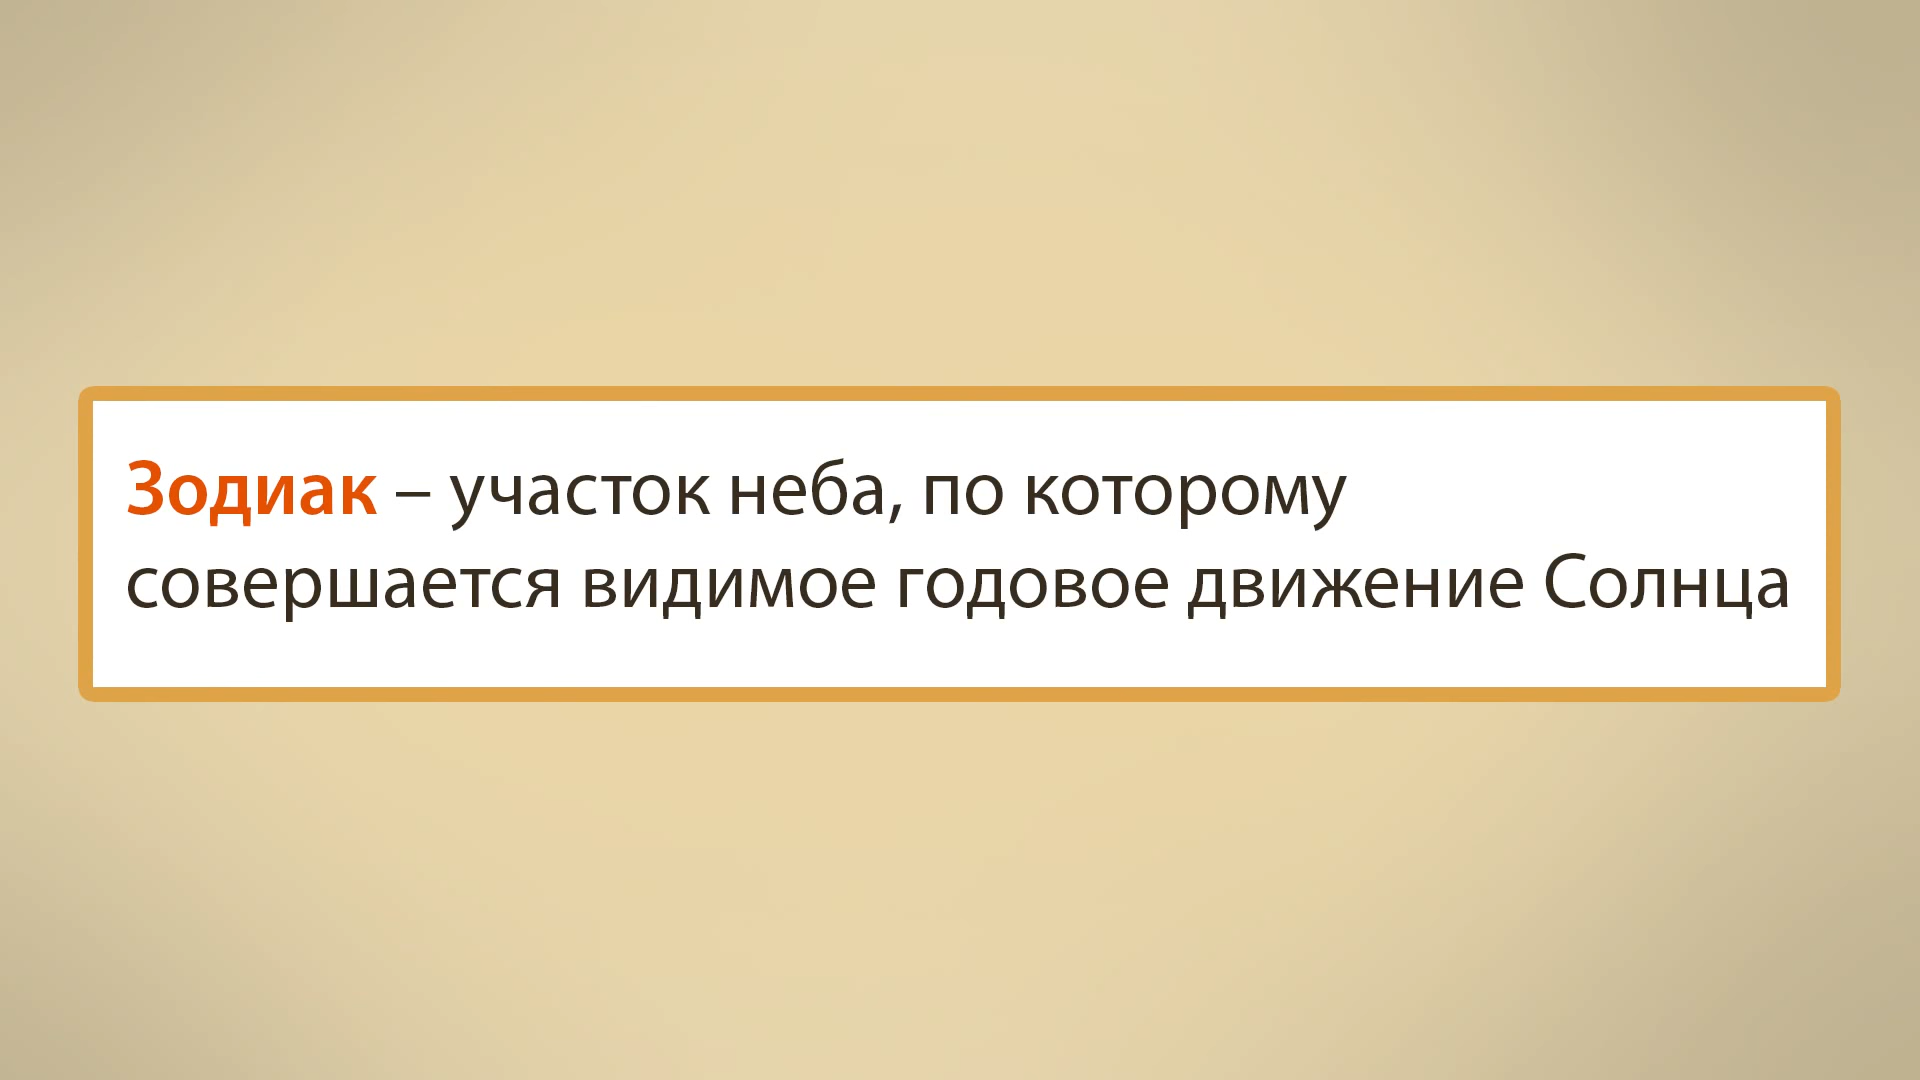 Зодиак – участок неба, по которому
совершается видимое годовое движение Солнца